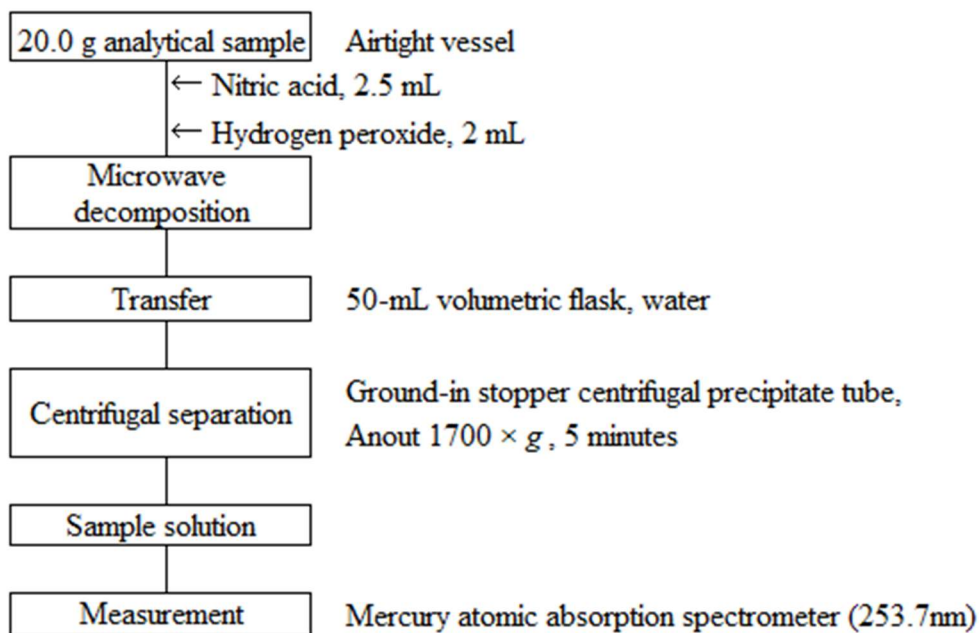 20.0 g analytical sample Airtight vessel
← Nitric acid, 2.5 mL
← Hydrogen peroxide, 2 mL
Microwave
decomposition
Transfer 50-mL volumetric flask, water
Centrifugal separation
Ground-in stopper centrifugal precipitate tube,
Anout 1700 × g , 5 minutes
Sample solution
Measurement Mercury atomic absorption spectrometer (253.7nm)